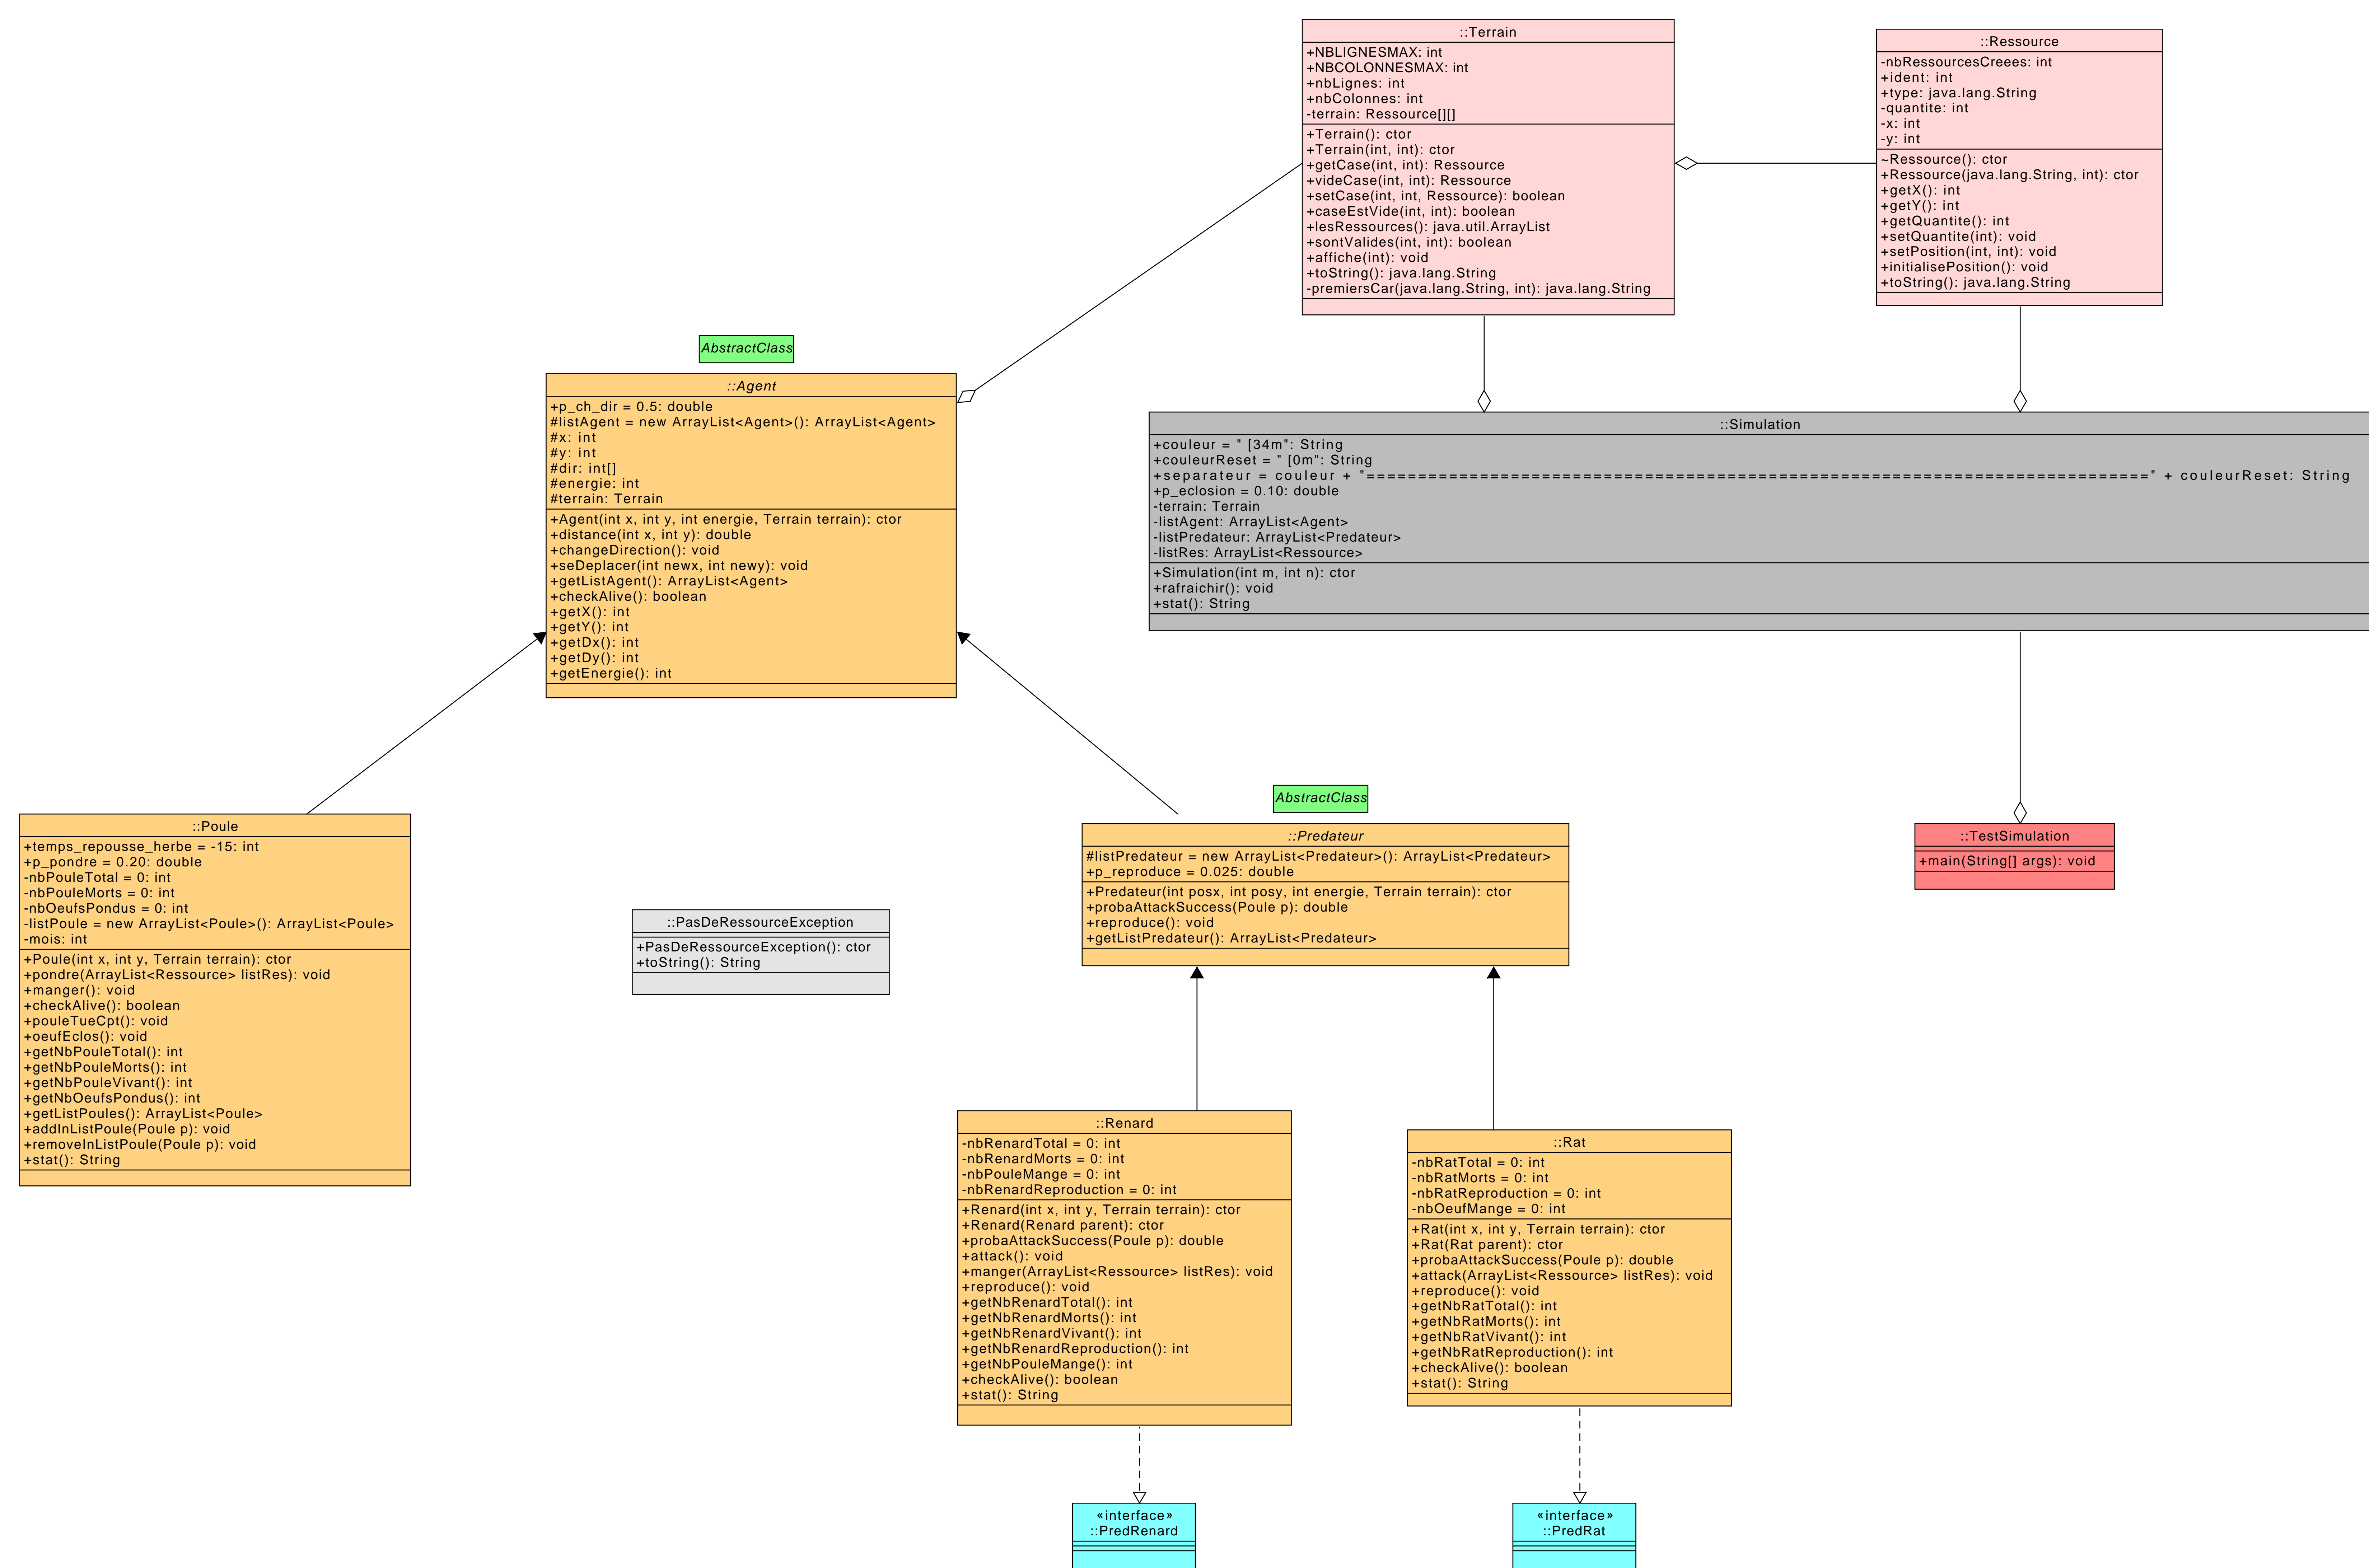 ::Terrain
+NBLIGNESMAX: int
+NBCOLONNESMAX: int
+nbLignes: int
+nbColonnes: int
-terrain: Ressource[][]
+Terrain(): ctor
+Terrain(int, int): ctor
+getCase(int, int): Ressource
+videCase(int, int): Ressource
+setCase(int, int, Ressource): boolean
+caseEstVide(int, int): boolean
+lesRessources(): java.util.ArrayList
+sontValides(int, int): boolean
+affiche(int): void
+toString(): java.lang.String
-premiersCar(java.lang.String, int): java.lang.String
::Ressource
-nbRessourcesCreees: int
+ident: int
+type: java.lang.String
-quantite: int
-x: int
-y: int
~Ressource(): ctor
+Ressource(java.lang.String, int): ctor
+getX(): int
+getY(): int
+getQuantite(): int
+setQuantite(int): void
+setPosition(int, int): void
+initialisePosition(): void
+toString(): java.lang.String
AbstractClass
::Agent
+p_ch_dir = 0.5: double
#listAgent = new ArrayList<Agent>(): ArrayList<Agent>
#x: int
#y: int
#dir: int[]
#energie: int
#terrain: Terrain
+Agent(int x, int y, int energie, Terrain terrain): ctor
+distance(int x, int y): double
+changeDirection(): void
+seDeplacer(int newx, int newy): void
+getListAgent(): ArrayList<Agent>
+checkAlive(): boolean
+getX(): int
+getY(): int
+getDx(): int
+getDy(): int
+getEnergie(): int
::Simulation
+couleur = " [34m": String
+couleurReset = " [0m": String
+separateur = couleur + "============================================================================" + couleurReset: String
+p_eclosion = 0.10: double
-terrain: Terrain
-listAgent: ArrayList<Agent>
-listPredateur: ArrayList<Predateur>
-listRes: ArrayList<Ressource>
+Simulation(int m, int n): ctor
+rafraichir(): void
+stat(): String
::Poule
+temps_repousse_herbe = -15: int
+p_pondre = 0.20: double
-nbPouleTotal = 0: int
-nbPouleMorts = 0: int
-nbOeufsPondus = 0: int
-listPoule = new ArrayList<Poule>(): ArrayList<Poule>
-mois: int
+Poule(int x, int y, Terrain terrain): ctor
+pondre(ArrayList<Ressource> listRes): void
+manger(): void
+checkAlive(): boolean
+pouleTueCpt(): void
+oeufEclos(): void
+getNbPouleTotal(): int
+getNbPouleMorts(): int
+getNbPouleVivant(): int
+getNbOeufsPondus(): int
+getListPoules(): ArrayList<Poule>
+addInListPoule(Poule p): void
+removeInListPoule(Poule p): void
+stat(): String
::PasDeRessourceException
+PasDeRessourceException(): ctor
+toString(): String
AbstractClass
::Predateur
#listPredateur = new ArrayList<Predateur>(): ArrayList<Predateur>
+p_reproduce = 0.025: double
+Predateur(int posx, int posy, int energie, Terrain terrain): ctor
+probaAttackSuccess(Poule p): double
+reproduce(): void
+getListPredateur(): ArrayList<Predateur>
::TestSimulation
+main(String[] args): void
::Renard
-nbRenardTotal = 0: int
-nbRenardMorts = 0: int
-nbPouleMange = 0: int
-nbRenardReproduction = 0: int
+Renard(int x, int y, Terrain terrain): ctor
+Renard(Renard parent): ctor
+probaAttackSuccess(Poule p): double
+attack(): void
+manger(ArrayList<Ressource> listRes): void
+reproduce(): void
+getNbRenardTotal(): int
+getNbRenardMorts(): int
+getNbRenardVivant(): int
+getNbRenardReproduction(): int
+getNbPouleMange(): int
+checkAlive(): boolean
+stat(): String
::Rat
-nbRatTotal = 0: int
-nbRatMorts = 0: int
-nbRatReproduction = 0: int
-nbOeufMange = 0: int
+Rat(int x, int y, Terrain terrain): ctor
+Rat(Rat parent): ctor
+probaAttackSuccess(Poule p): double
+attack(ArrayList<Ressource> listRes): void
+reproduce(): void
+getNbRatTotal(): int
+getNbRatMorts(): int
+getNbRatVivant(): int
+getNbRatReproduction(): int
+checkAlive(): boolean
+stat(): String
«interface»
::PredRenard
«interface»
::PredRat